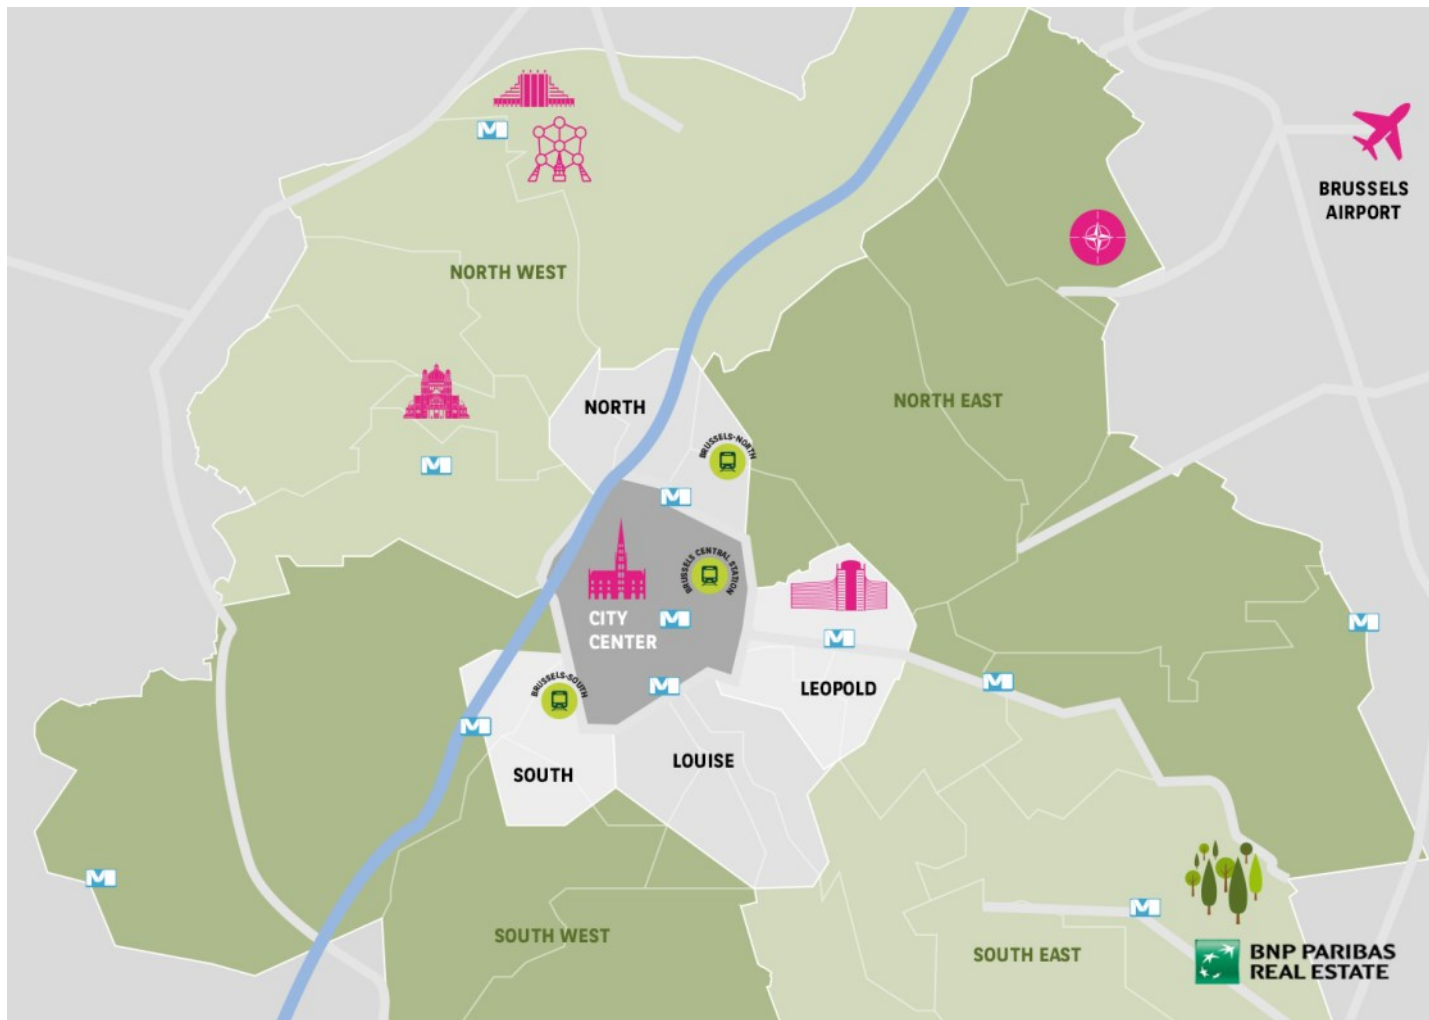 BRUSSELS
AIRPORT
NORTH WEST
NORTH EAST
NORTH
BRUSSELS-NORTH
BRUSSELS CENTRAL STATION
CITY
CENTER
BRUSSELS-SOUTH
LEOPOLD
LOUISE
SOUTH
SOUTH WEST
SOUTH EAST
BNP PARIBAS
REAL ESTATE
M
M
M
M
M
M
M
M
M
M
M